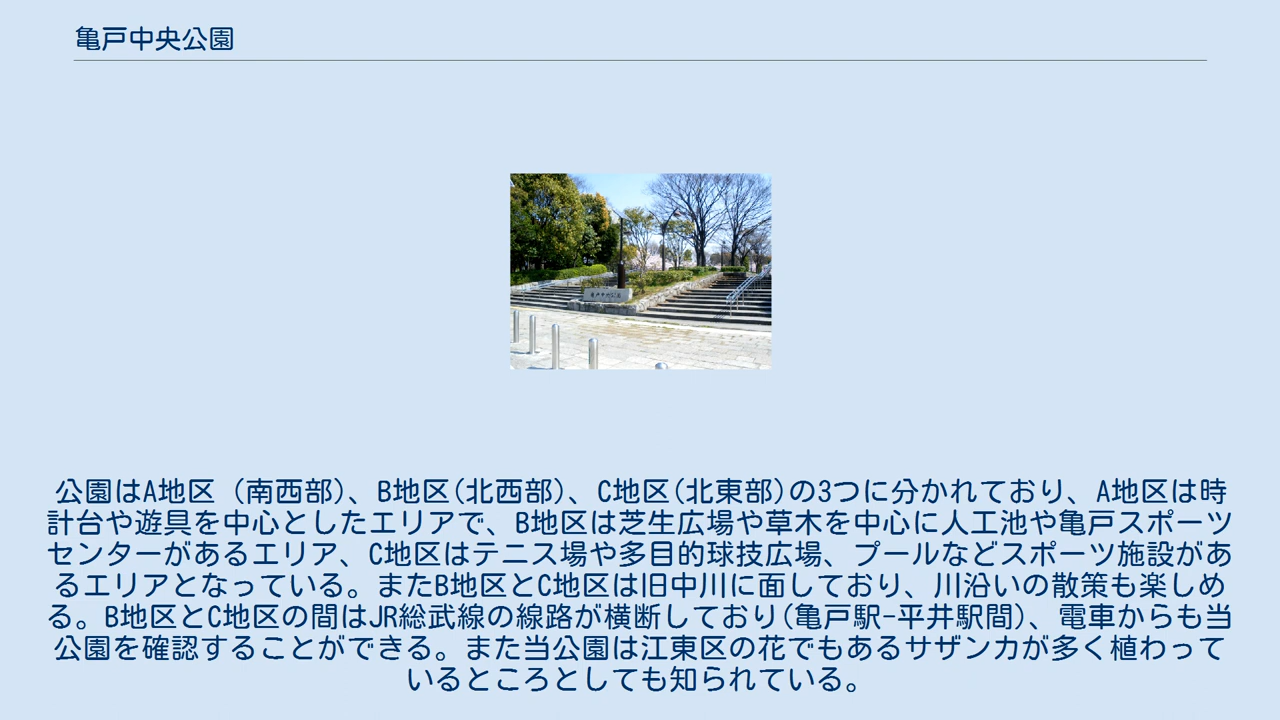 亀戸中央公園
公園はA地区（南西部）、B地区(北西部)、C地区(北東部)の3つに分かれており、A地区は時
計台や遊具を中心としたエリアで、B地区は芝生広場や草木を中心に人工池や亀戸スポーツ
センターがあるエリア、C地区はテニス場や多目的球技広場、プールなどスポーツ施設があ
るエリアとなっている。またB地区とC地区は旧中川に面しており、川沿いの散策も楽しめ
る。B地区とC地区の間はJR総武線の線路が横断しており(亀戸駅-平井駅間)、電車からも当
公園を確認することができる。また当公園は江東区の花でもあるサザンカが多く植わって
いるところとしても知られている。